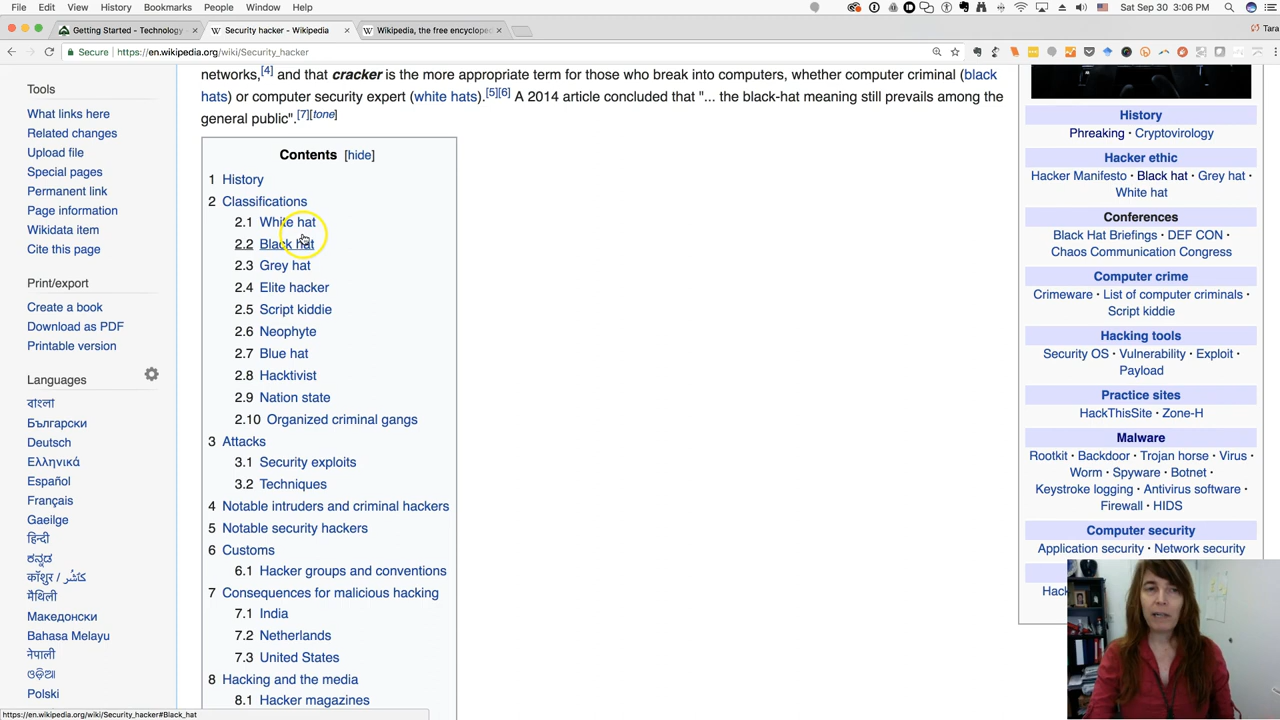 File Edit View History Bookmarks People Window Help
Sat Sep 30 3:06 PM
Getting Started - Technology × Security hacker - Wikipedia × Wikipedia, the free encycloped ×
Tara
Secure https://en.wikipedia.org/wiki/Security_hacker
Tools
What links here
Related changes
Upload file
Special pages
Permanent link
Page information
Wikidata item
Cite this page
Print/export
Create a book
Download as PDF
Printable version
Languages
বাংলা
Български
Deutsch
Ελληνικά
Español
Français
Gaeilge
हिन्दी
ಕನ್ನಡ
کٲشُر / कॉशुर
मैथिली
Македонски
Bahasa Melayu
नेपाली
ଓଡ଼ିଆ
Polski
networks,[4] and that cracker is the more appropriate term for those who break into computers, whether computer criminal (black
hats) or computer security expert (white hats).[5][6] A 2014 article concluded that "... the black-hat meaning still prevails among the
general public".[7][tone]
Contents [hide]
1 History
2 Classifications
2.1 White hat
2.2 Black hat
2.3 Grey hat
2.4 Elite hacker
2.5 Script kiddie
2.6 Neophyte
2.7 Blue hat
2.8 Hacktivist
2.9 Nation state
2.10 Organized criminal gangs
3 Attacks
3.1 Security exploits
3.2 Techniques
4 Notable intruders and criminal hackers
5 Notable security hackers
6 Customs
6.1 Hacker groups and conventions
7 Consequences for malicious hacking
7.1 India
7.2 Netherlands
7.3 United States
8 Hacking and the media
8.1 Hacker magazines
History
Phreaking · Cryptovirology
Hacker ethic
Hacker Manifesto · Black hat · Grey hat ·
White hat
Conferences
Black Hat Briefings · DEF CON ·
Chaos Communication Congress
Computer crime
Crimeware · List of computer criminals ·
Script kiddie
Hacking tools
Security OS · Vulnerability · Exploit ·
Payload
Practice sites
HackThisSite · Zone-H
Malware
Rootkit · Backdoor · Trojan horse · Virus ·
Worm · Spyware · Botnet ·
Keystroke logging · Antivirus software ·
Firewall · HIDS
Computer security
Application security · Network security
Hac
https://en.wikipedia.org/wiki/Security_hacker#Black_hat